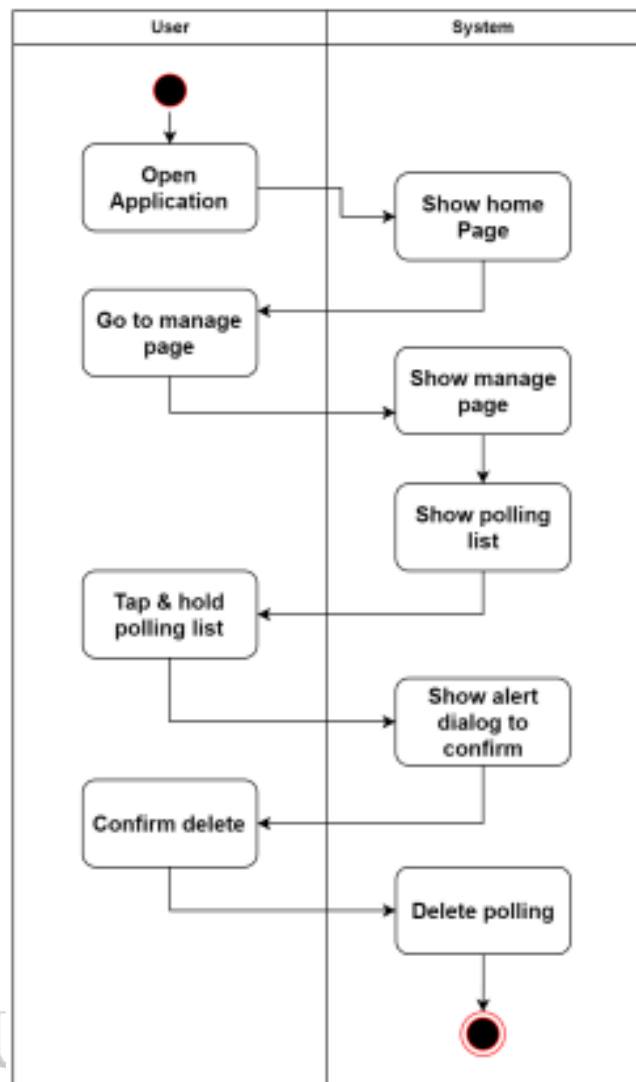 User
System
Open
Application
Show home
Page
Go to manage
page
Show manage
page
Show polling
list
Tap & hold
polling list
Show alert
dialog to
confirm
Confirm delete
Delete polling